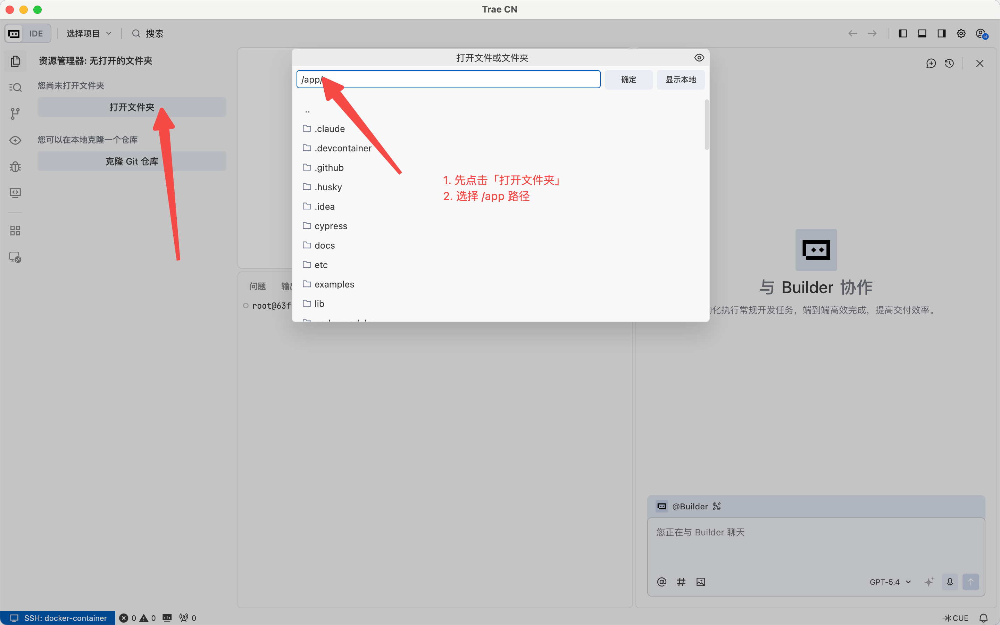 Trae CN
IDE
选择项目
搜索
资源管理器: 无打开的文件夹
您尚未打开文件夹
打开文件夹
您可以在本地克隆一个仓库
克隆 Git 仓库
打开文件或文件夹
/app/
确定
显示本地
..
.claude
.devcontainer
.github
.husky
.idea
cypress
docs
etc
examples
lib
1. 先点击「打开文件夹」
2. 选择 /app 路径
问题
root@63f
与 Builder 协作
化执行常规开发任务，端到端高效完成，提高交付效率。
@Builder
您正在与 Builder 聊天
GPT-5.4
SSH: docker-container
0
0
0
CUE